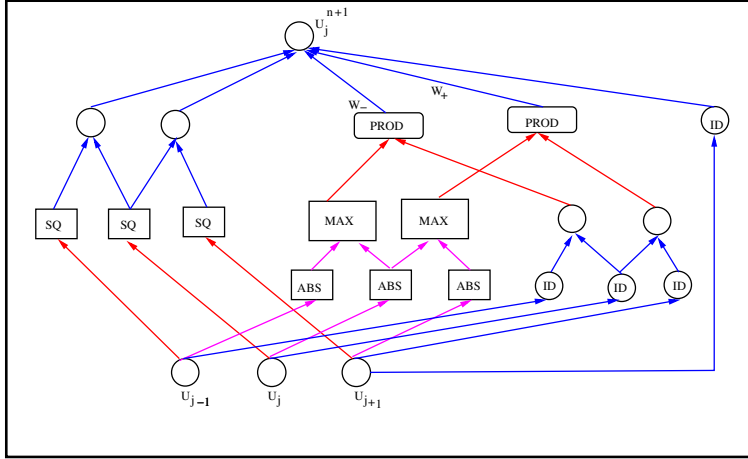 U_j^{n+1}
W_- W_+
PROD PROD ID
SQ SQ SQ MAX MAX
ABS ABS ABS ID ID ID
U_{j-1} U_j U_{j+1}